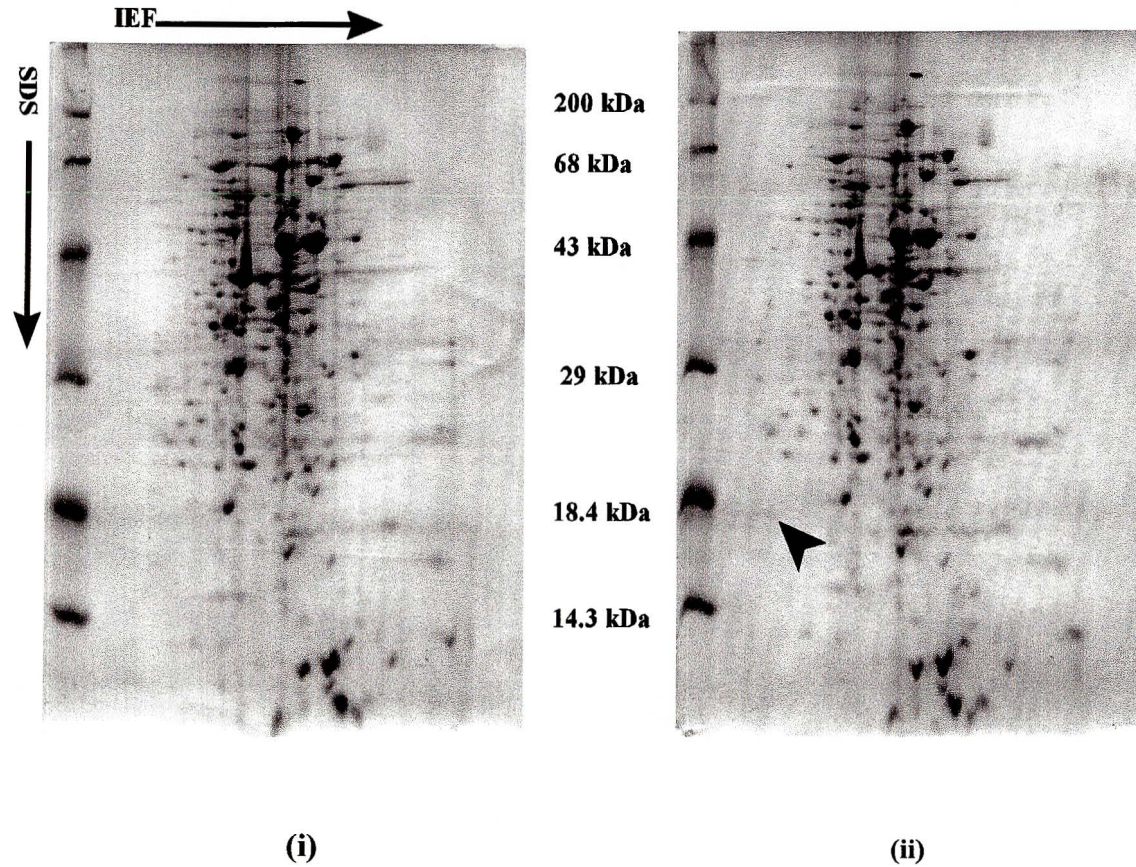 IEF
SDS
200 kDa
68 kDa
43 kDa
29 kDa
18.4 kDa
14.3 kDa
(i)
(ii)